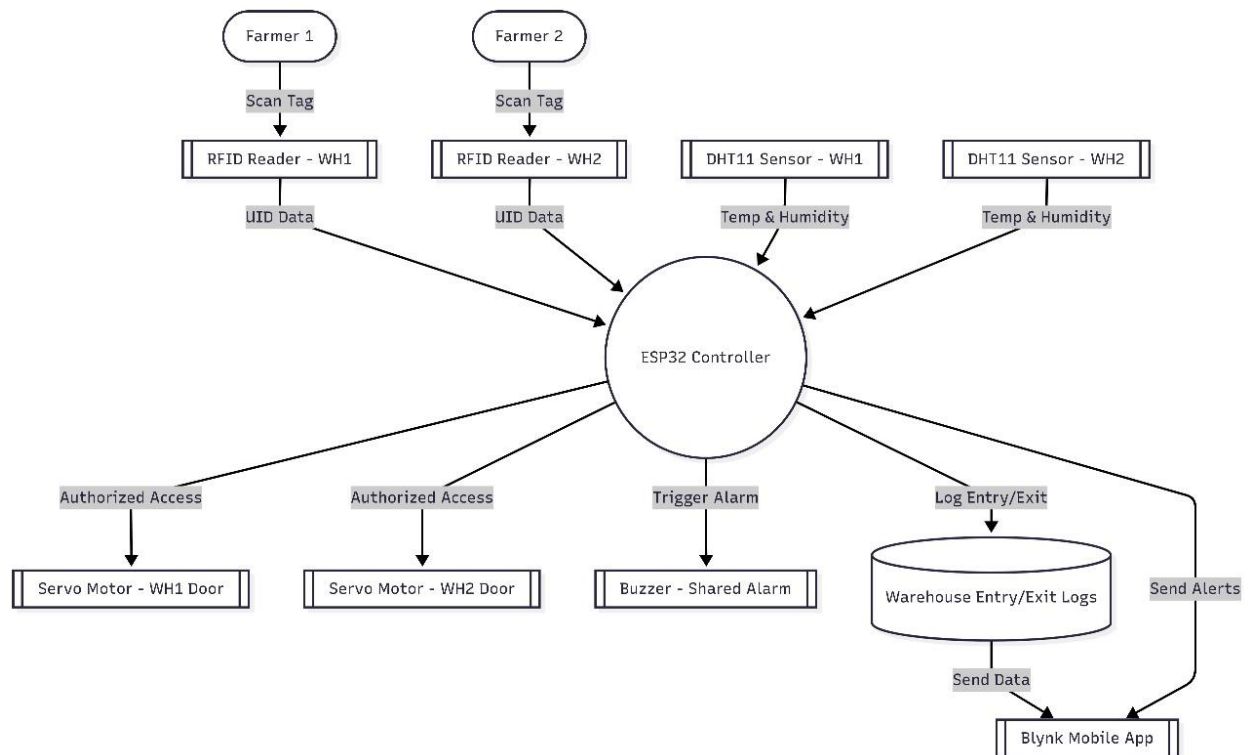 Farmer 1
Farmer 2
Scan Tag
Scan Tag
RFID Reader - WH1
RFID Reader - WH2
DHT11 Sensor - WH1
DHT11 Sensor - WH2
UID Data
UID Data
Temp & Humidity
Temp & Humidity
ESP32 Controller
Authorized Access
Authorized Access
Trigger Alarm
Log Entry/Exit
Servo Motor - WH1 Door
Servo Motor - WH2 Door
Buzzer - Shared Alarm
Warehouse Entry/Exit Logs
Send Alerts
Send Data
Blynk Mobile App